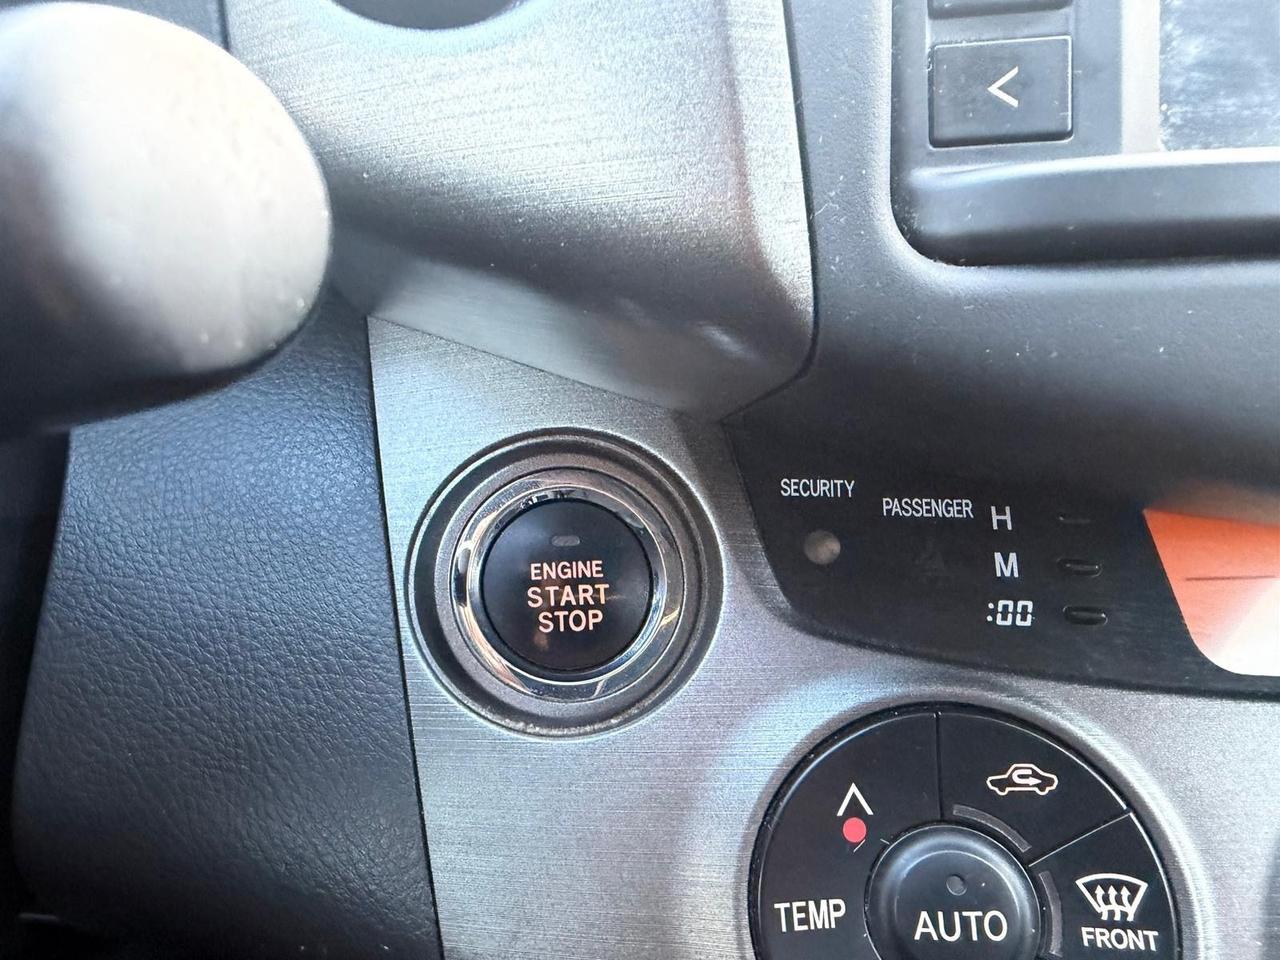 <
SECURITY
PASSENGER
H
M
:00
ENGINE
START
STOP
TEMP
AUTO
FRONT